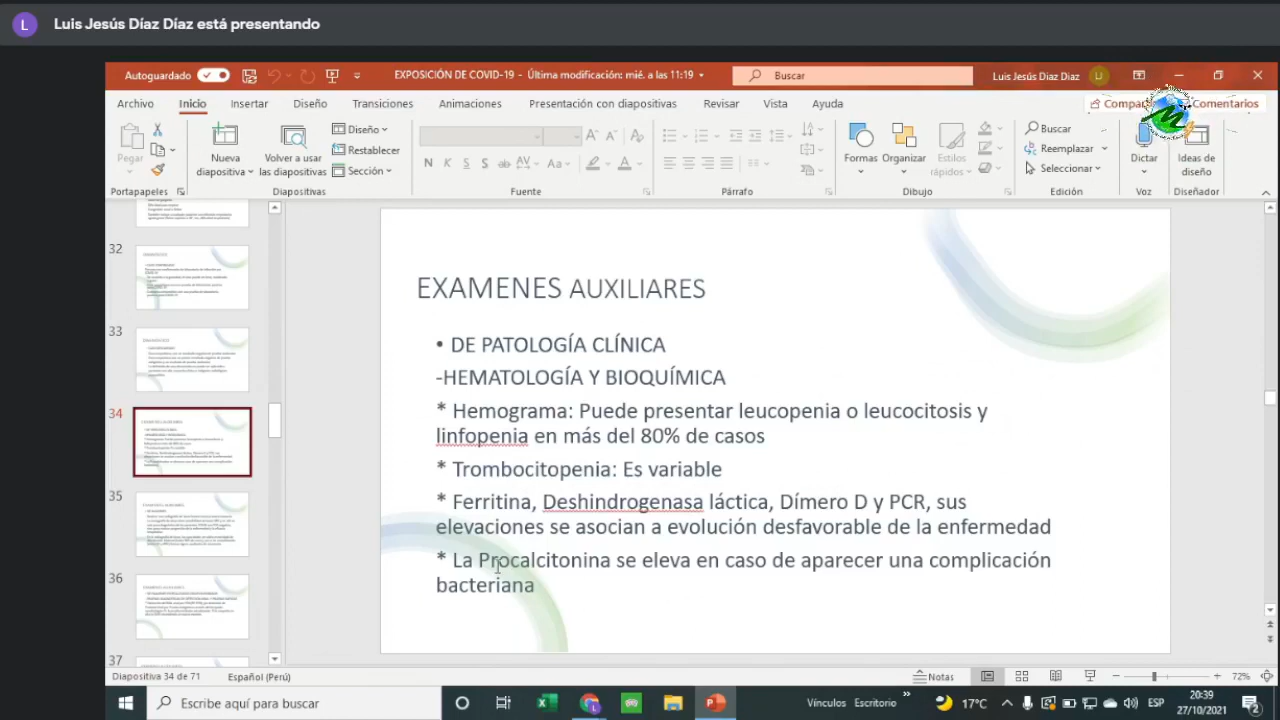 L Luis Jesús Díaz Díaz está presentando
Autoguardado
EXPOSICIÓN DE COVID-19 - Última modificación: mié. a las 11:19
Buscar
Luis Jesús Diaz Diaz
LJ
Archivo Inicio Insertar Diseño Transiciones Animaciones Presentación con diapositivas Revisar Vista Ayuda
Comentarios
Pegar
Nueva diapositiva
Volver a usar las diapositivas
Diseño
Restablecer
Sección
N K S S ab AV Aa A
Formas Organizar Estilos rápidos
Buscar
Reemplazar
Seleccionar
Dictar
Ideas de diseño
Portapapeles Diapositivas Fuente Párrafo Dibujo Edición Voz Diseñador
32
33
34
35
36
37
EXAMENES AUXILIARES
• DE PATOLOGÍA CLÍNICA
-HEMATOLOGÍA Y BIOQUÍMICA
* Hemograma: Puede presentar leucopenia o leucocitosis y
linfopenia en mas del 80% de casos
* Trombocitopenia: Es variable
* Ferritina, Deshindrogenasa láctica, Dímero D y PCR, sus
elevaciones se asocian a evolución desfavorable de la enfermedad
* La Procalcitonina se eleva en caso de aparecer una complicación
bacteriana
Diapositiva 34 de 71 Español (Perú) Notas 72%
Escribe aquí para buscar
Vínculos Escritorio
17°C
ESP
20:39
27/10/2021
2